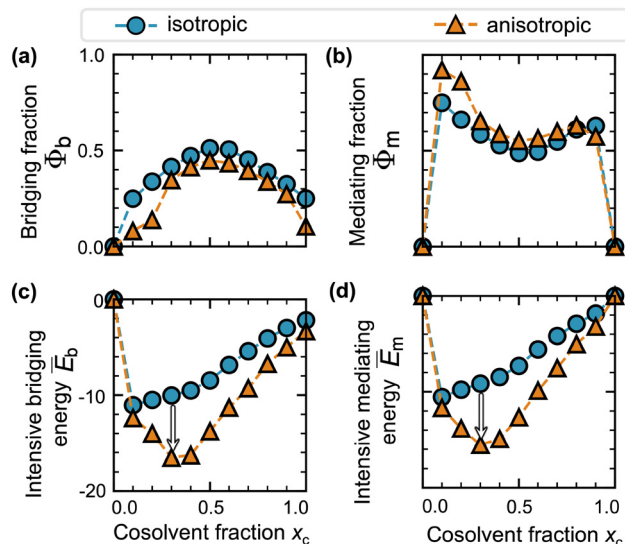 isotropic anisotropic
(a) (b)
1.0
0.5
0.0
Bridging fraction
Φb
Mediating fraction
Φm
(c) (d)
0
-10
-20
Intensive bridging
energy E̅b
Intensive mediating
energy E̅m
0.0 0.5 1.0 0.0 0.5 1.0
Cosolvent fraction xc Cosolvent fraction xc